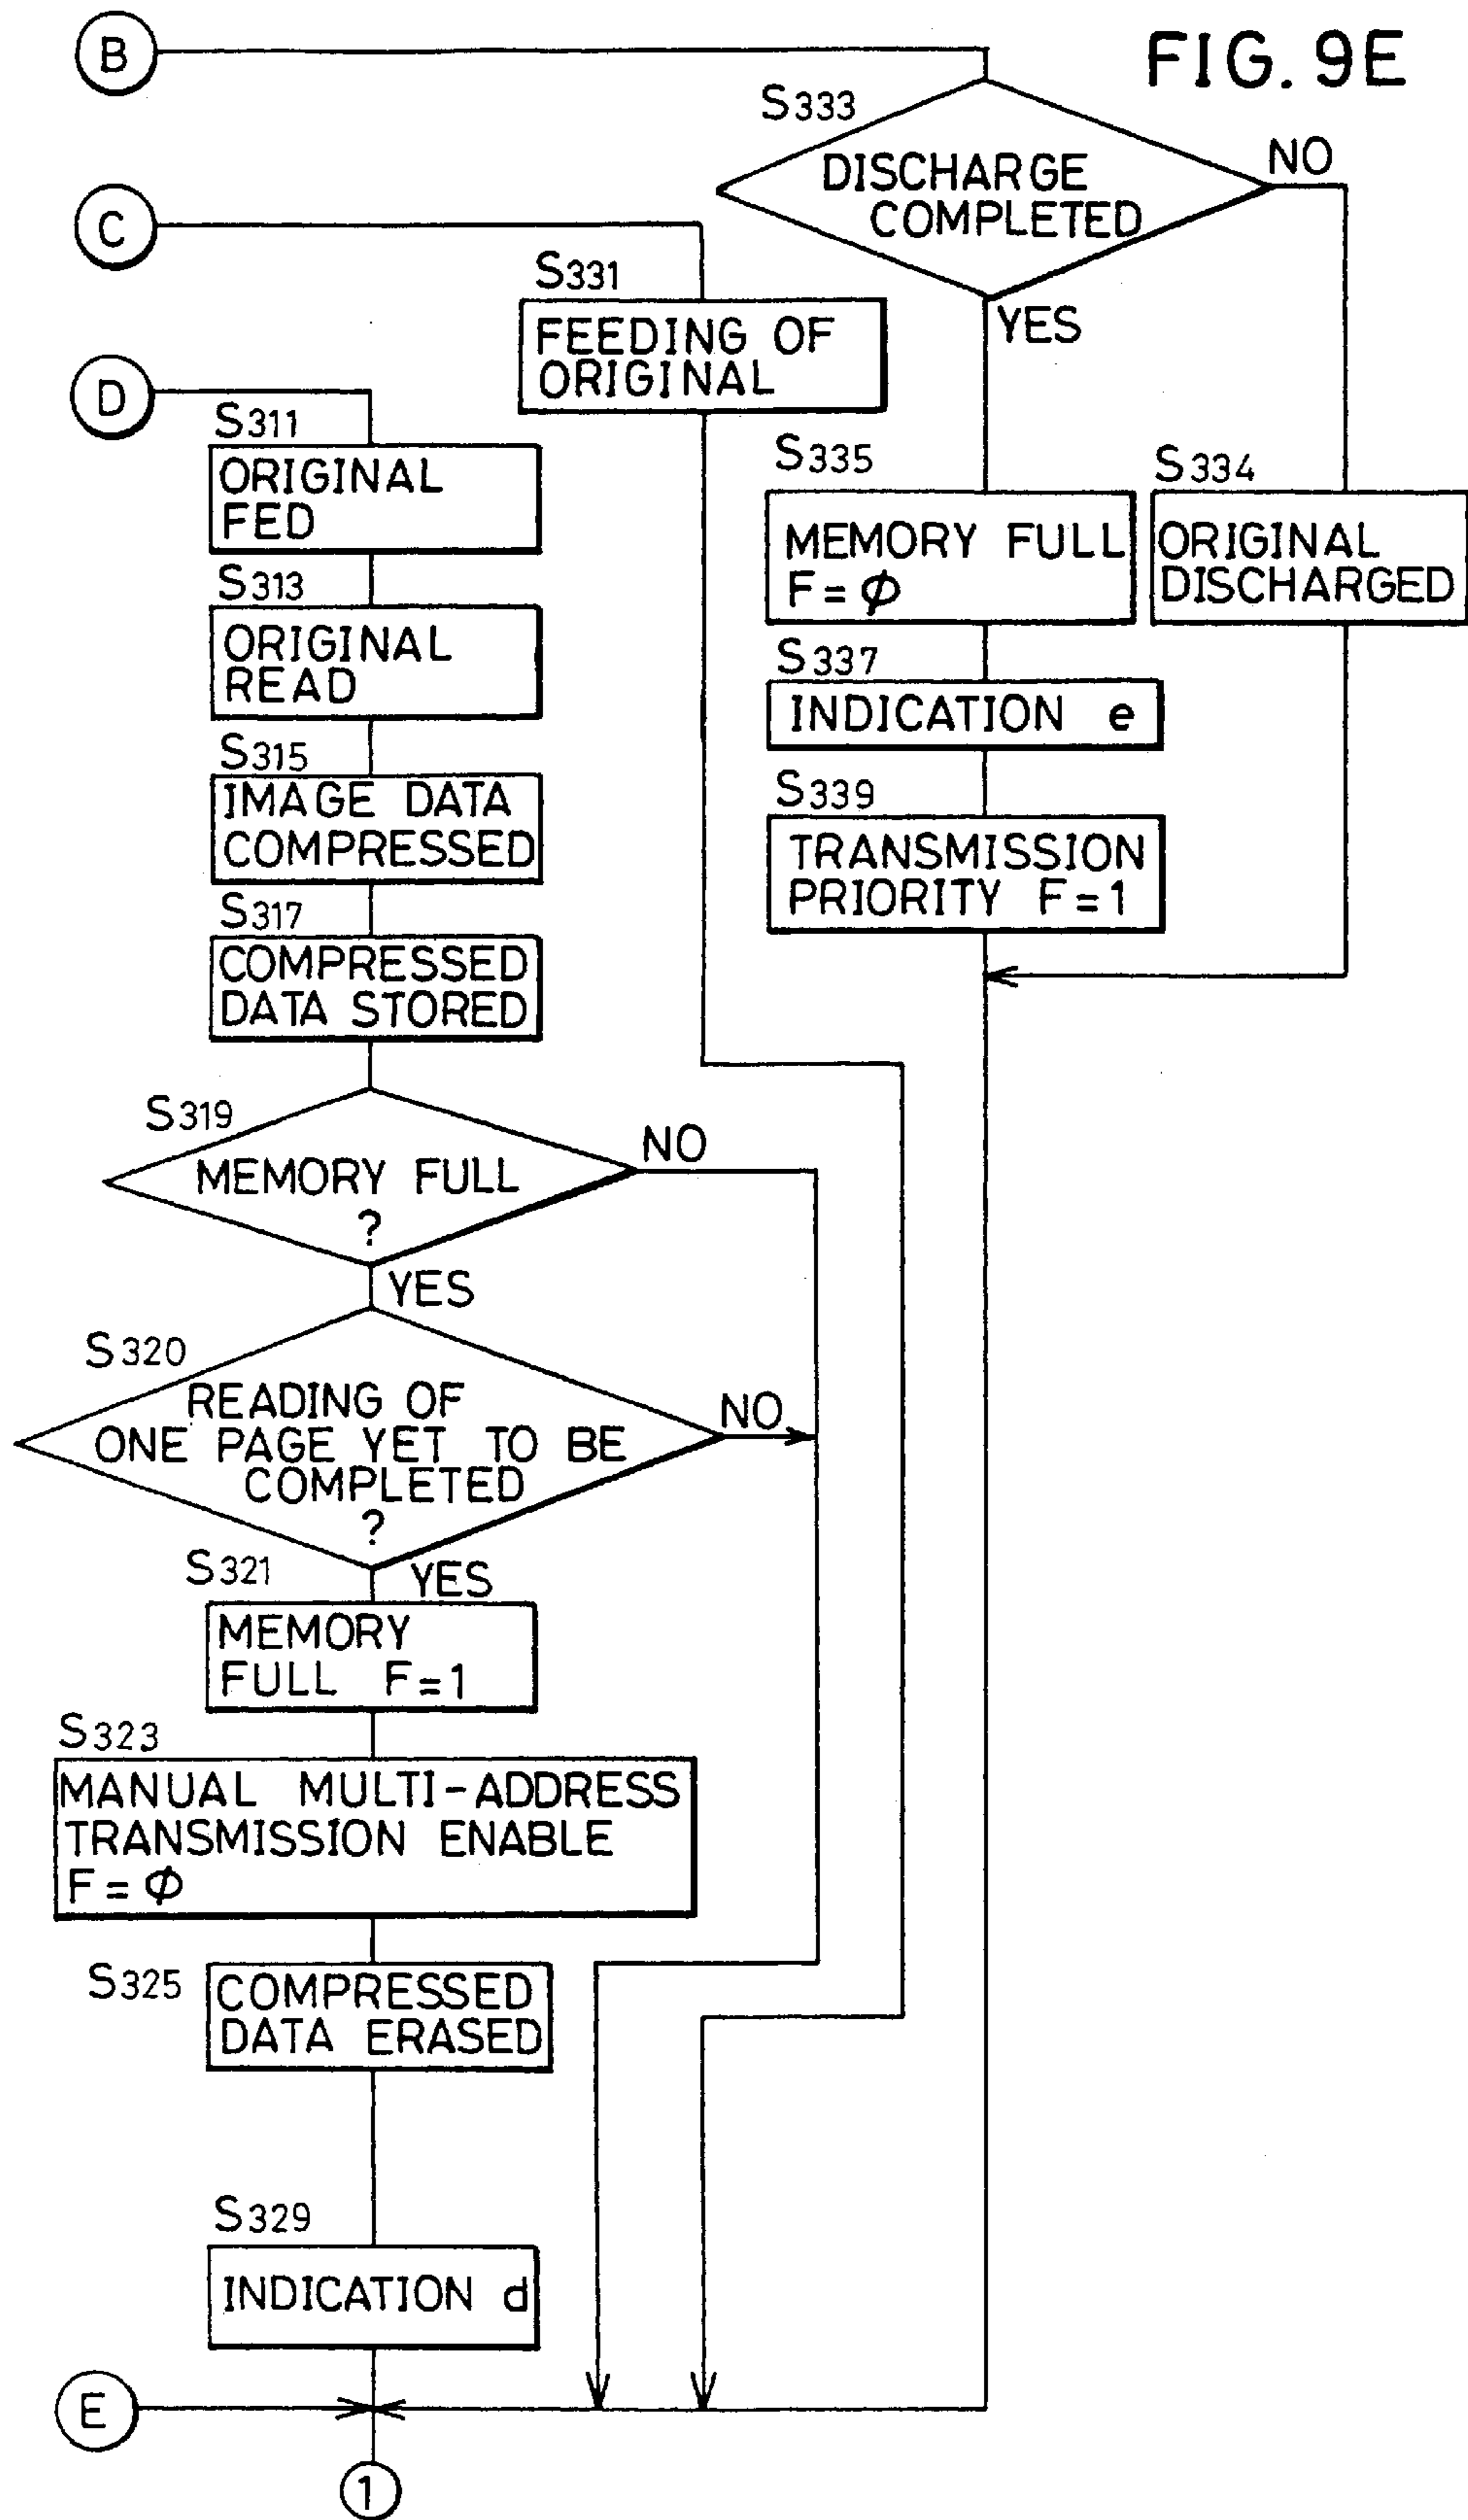 FIG. 9E
B
S333
DISCHARGE
COMPLETED
NO
YES
C
S331
FEEDING OF
ORIGINAL
D
S311
ORIGINAL
FED
S313
ORIGINAL
READ
S315
IMAGE DATA
COMPRESSED
S317
COMPRESSED
DATA STORED
S319
MEMORY FULL
?
NO
YES
S320
READING OF
ONE PAGE YET TO BE
COMPLETED
?
NO
YES
S321
MEMORY
FULL F=1
S323
MANUAL MULTI-ADDRESS
TRANSMISSION ENABLE
F=φ
S325
COMPRESSED
DATA ERASED
S329
INDICATION d
S335
MEMORY FULL
F=φ
S337
INDICATION e
S339
TRANSMISSION
PRIORITY F=1
S334
ORIGINAL
DISCHARGED
E
1